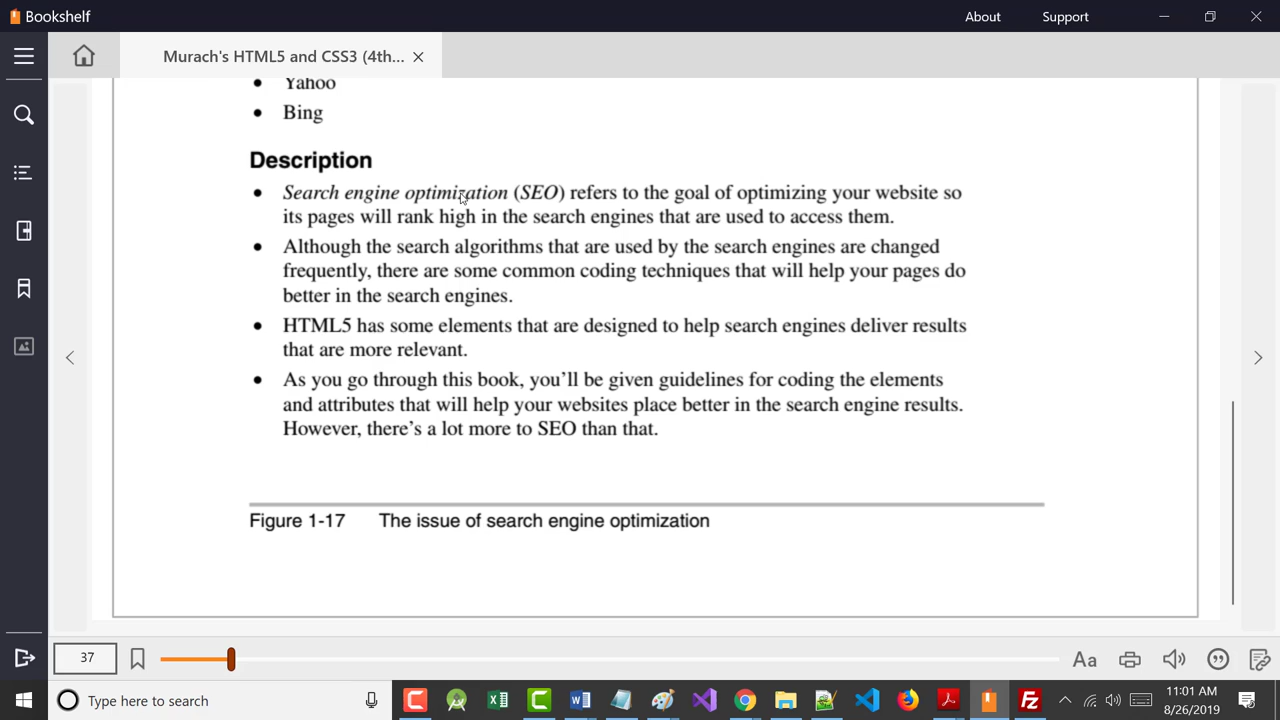 Bookshelf
About
Support
Murach's HTML5 and CSS3 (4th...
• Yahoo
• Bing
Description
• Search engine optimization (SEO) refers to the goal of optimizing your website so
its pages will rank high in the search engines that are used to access them.
• Although the search algorithms that are used by the search engines are changed
frequently, there are some common coding techniques that will help your pages do
better in the search engines.
• HTML5 has some elements that are designed to help search engines deliver results
that are more relevant.
• As you go through this book, you'll be given guidelines for coding the elements
and attributes that will help your websites place better in the search engine results.
However, there's a lot more to SEO than that.
Figure 1-17 The issue of search engine optimization
37
Aa
Type here to search
11:01 AM
8/26/2019